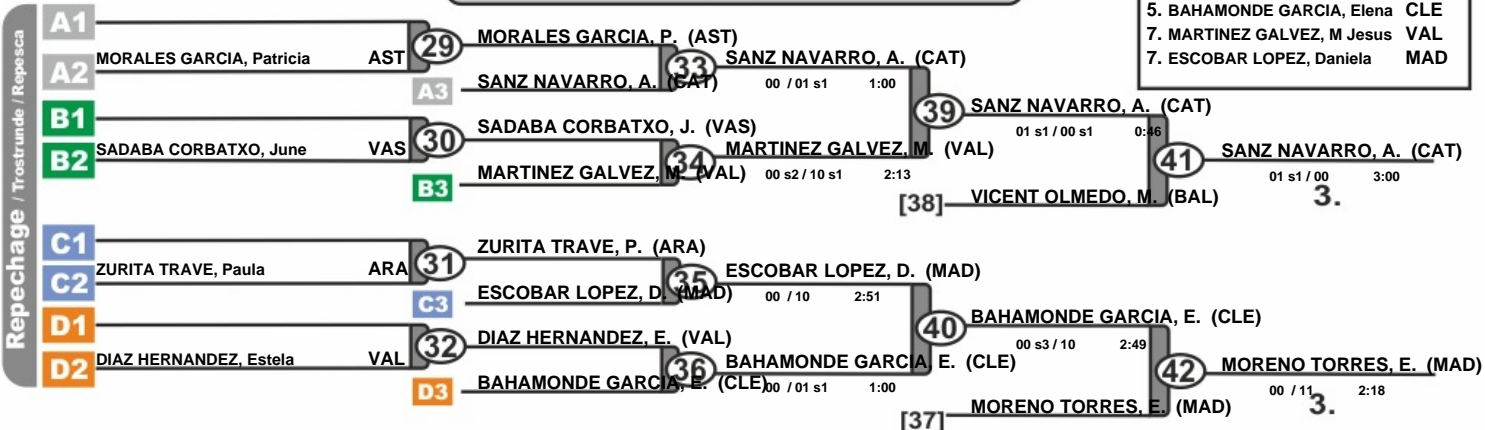 Repechage / Trostrunde / Repesca
5. BAHAMONDE GARCIA, Elena CLE
7. MARTINEZ GALVEZ, M Jesus VAL
7. ESCOBAR LOPEZ, Daniela MAD
A1
MORALES GARCIA, Patricia AST
A2
29
MORALES GARCIA, P. (AST)
A3
SANZ NAVARRO, A. (CAT)
33
SANZ NAVARRO, A. (CAT)
00 / 01 s1 1:00
B1
SADABA CORBATXO, June VAS
B2
30
SADABA CORBATXO, J. (VAS)
B3
MARTINEZ GALVEZ, M. (VAL)
34
MARTINEZ GALVEZ, M. (VAL)
00 s2 / 10 s1 2:13
39
SANZ NAVARRO, A. (CAT)
01 s1 / 00 s1 0:46
[38]
VICENT OLMEDO, M. (BAL)
41
SANZ NAVARRO, A. (CAT)
01 s1 / 00 3:00
3.
C1
ZURITA TRAVE, Paula ARA
C2
31
ZURITA TRAVE, P. (ARA)
C3
ESCOBAR LOPEZ, D. (MAD)
35
ESCOBAR LOPEZ, D. (MAD)
00 / 10 2:51
D1
DIAZ HERNANDEZ, Estela VAL
D2
32
DIAZ HERNANDEZ, E. (VAL)
D3
BAHAMONDE GARCIA, E. (CLE)
36
BAHAMONDE GARCIA, E. (CLE)
00 / 01 s1 1:00
40
BAHAMONDE GARCIA, E. (CLE)
00 s3 / 10 2:49
[37]
MORENO TORRES, E. (MAD)
42
MORENO TORRES, E. (MAD)
00 / 11 2:18
3.